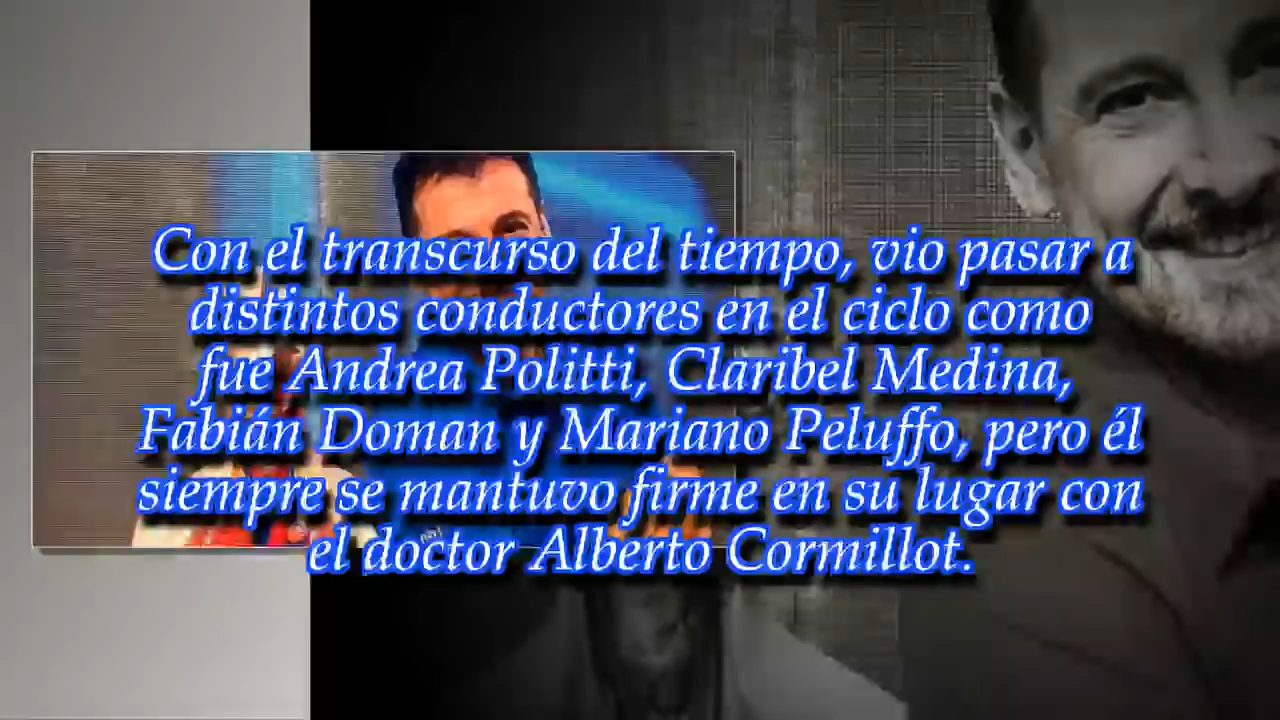 Con el transcurso del tiempo, vio pasar a
distintos conductores en el ciclo como
fue Andrea Politti, Claribel Medina,
Fabián Doman y Mariano Peluffo, pero él
siempre se mantuvo firme en su lugar con
el doctor Alberto Cormillot.